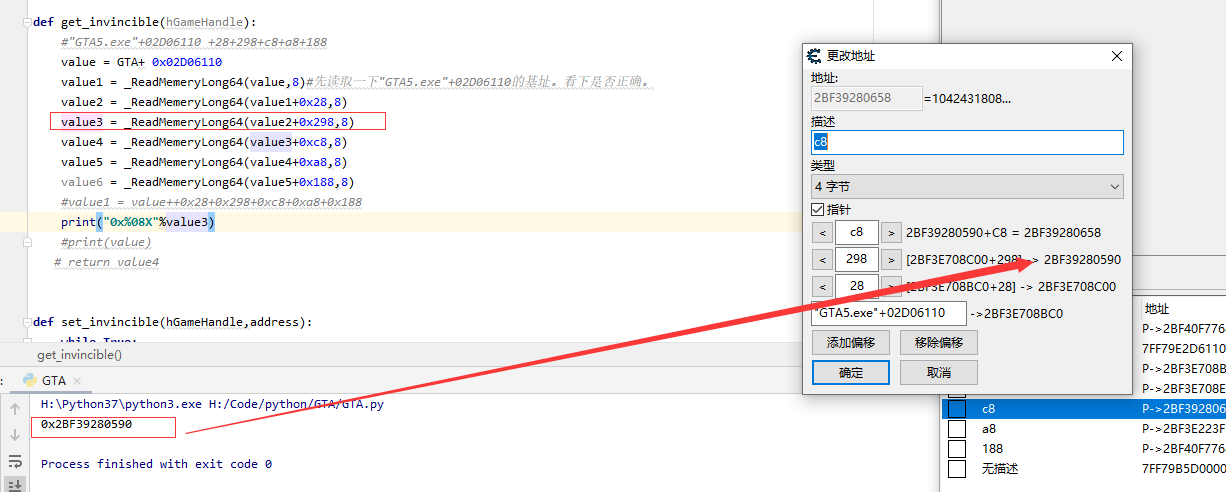 def get_invincible(hGameHandle):
#"GTA5.exe"+02D06110 +28+298+c8+a8+188
value = GTA+ 0x02D06110
value1 = _ReadMemeryLong64(value,8)#先读取一下"GTA5.exe"+02D06110的基址。看下是否正确。
value2 = _ReadMemeryLong64(value1+0x28,8)
value3 = _ReadMemeryLong64(value2+0x298,8)
value4 = _ReadMemeryLong64(value3+0xc8,8)
value5 = _ReadMemeryLong64(value4+0xa8,8)
value6 = _ReadMemeryLong64(value5+0x188,8)
#value1 = value++0x28+0x298+0xc8+0xa8+0x188
print("0x%08X"%value3)
#print(value)
# return value4
def set_invincible(hGameHandle,address):
while True:
get_invincible()
: GTA ×
H:\Python37\python3.exe H:/Code/python/GTA/GTA.py
0x2BF39280590
Process finished with exit code 0
更改地址
地址:
2BF39280658 =1042431808...
描述
c8
类型
4 字节
指针
< c8 > 2BF39280590+C8 = 2BF39280658
< 298 > [2BF3E708C00+298] -> 2BF39280590
< 28 > [2BF3E708BC0+28] -> 2BF3E708C00
"GTA5.exe"+02D06110 ->2BF3E708BC0
添加偏移 移除偏移
确定 取消
地址
P->2BF40F776
7FF79E2D6110
P->2BF3E708B
P->2BF3E708E
c8 P->2BF392806
a8 P->2BF3E223F
188 P->2BF40F776
无描述 7FF79B5D0000